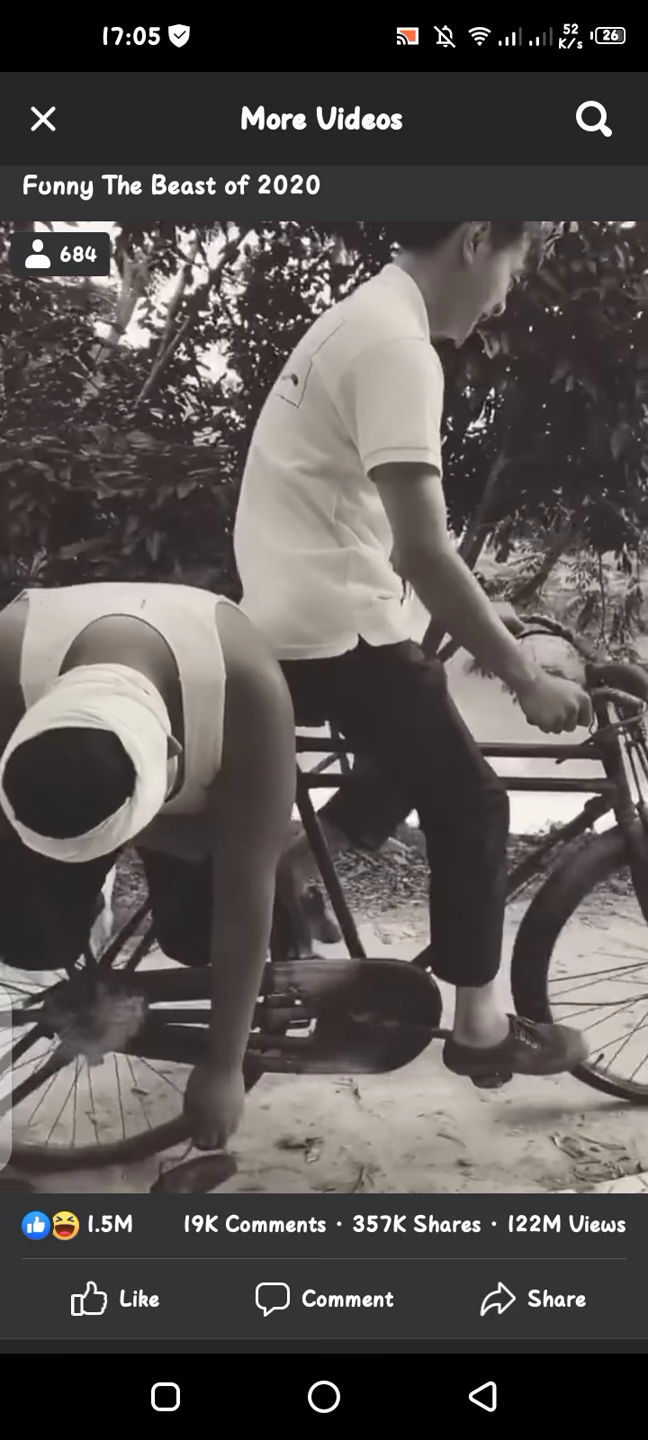 17:05 52 K/s 26
More Videos
Funny The Beast of 2020
684
1.5M 19K Comments · 357K Shares · 122M Views
Like Comment Share